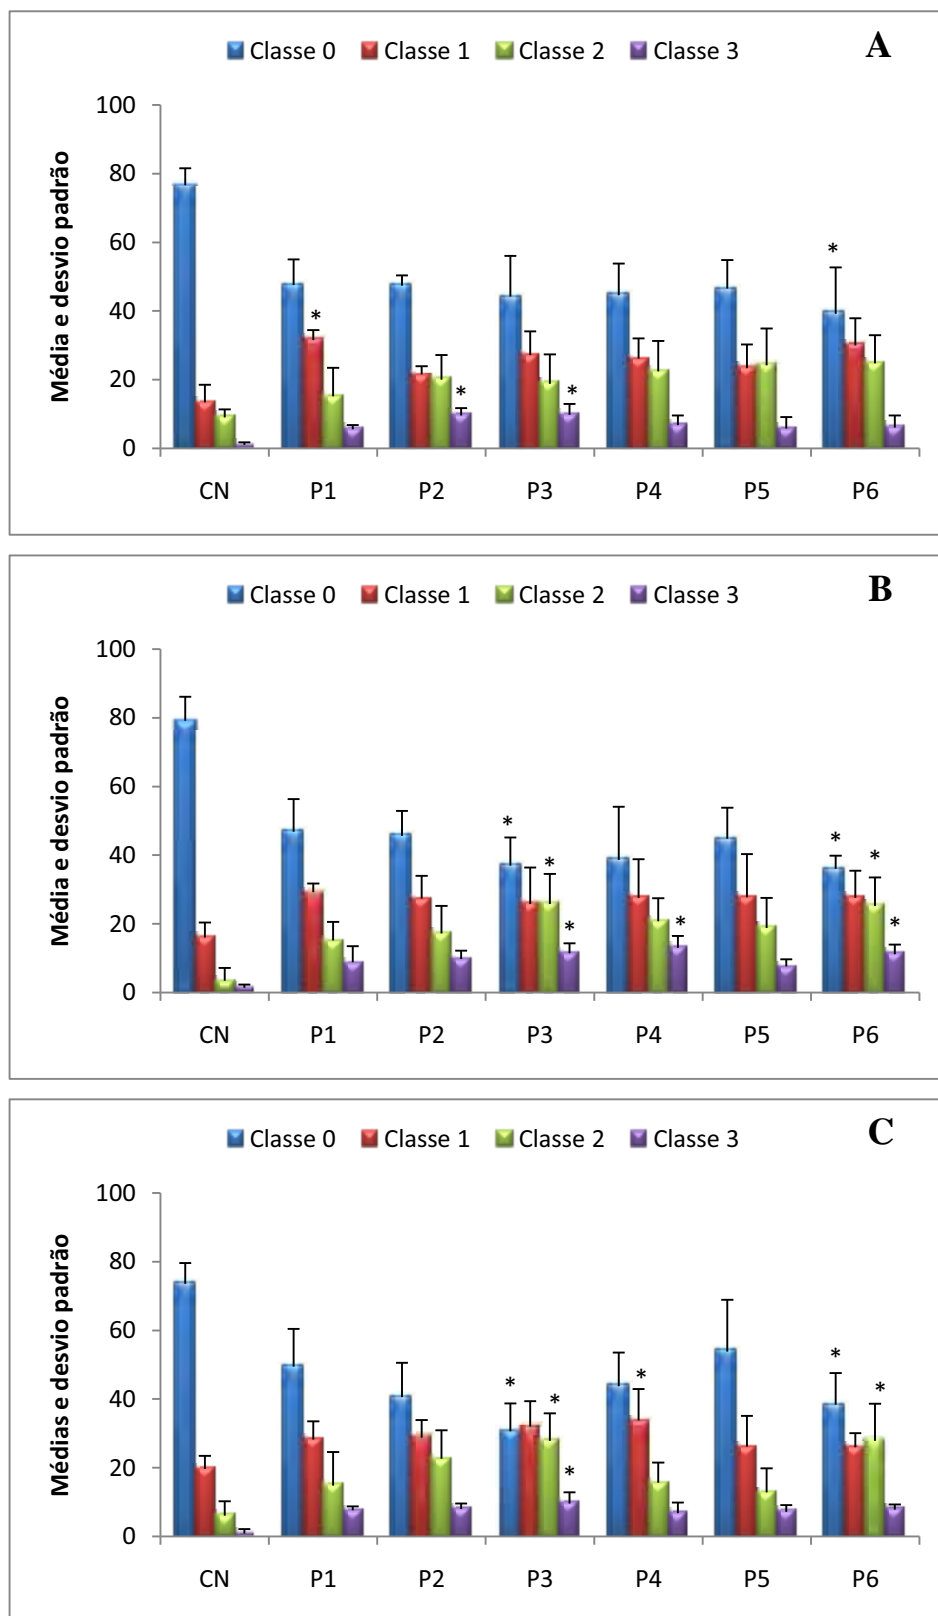 Classe 0 Classe 1 Classe 2 Classe 3 A
Média e desvio padrão
100
80
60
40
20
0
*
*
*
*
*
CN P1 P2 P3 P4 P5 P6
Classe 0 Classe 1 Classe 2 Classe 3 B
Média e desvio padrão
100
80
60
40
20
0
* * *
* * * *
CN P1 P2 P3 P4 P5 P6
Classe 0 Classe 1 Classe 2 Classe 3 C
Médias e desvio padrão
100
80
60
40
20
0
* * * * * *
*
CN P1 P2 P3 P4 P5 P6